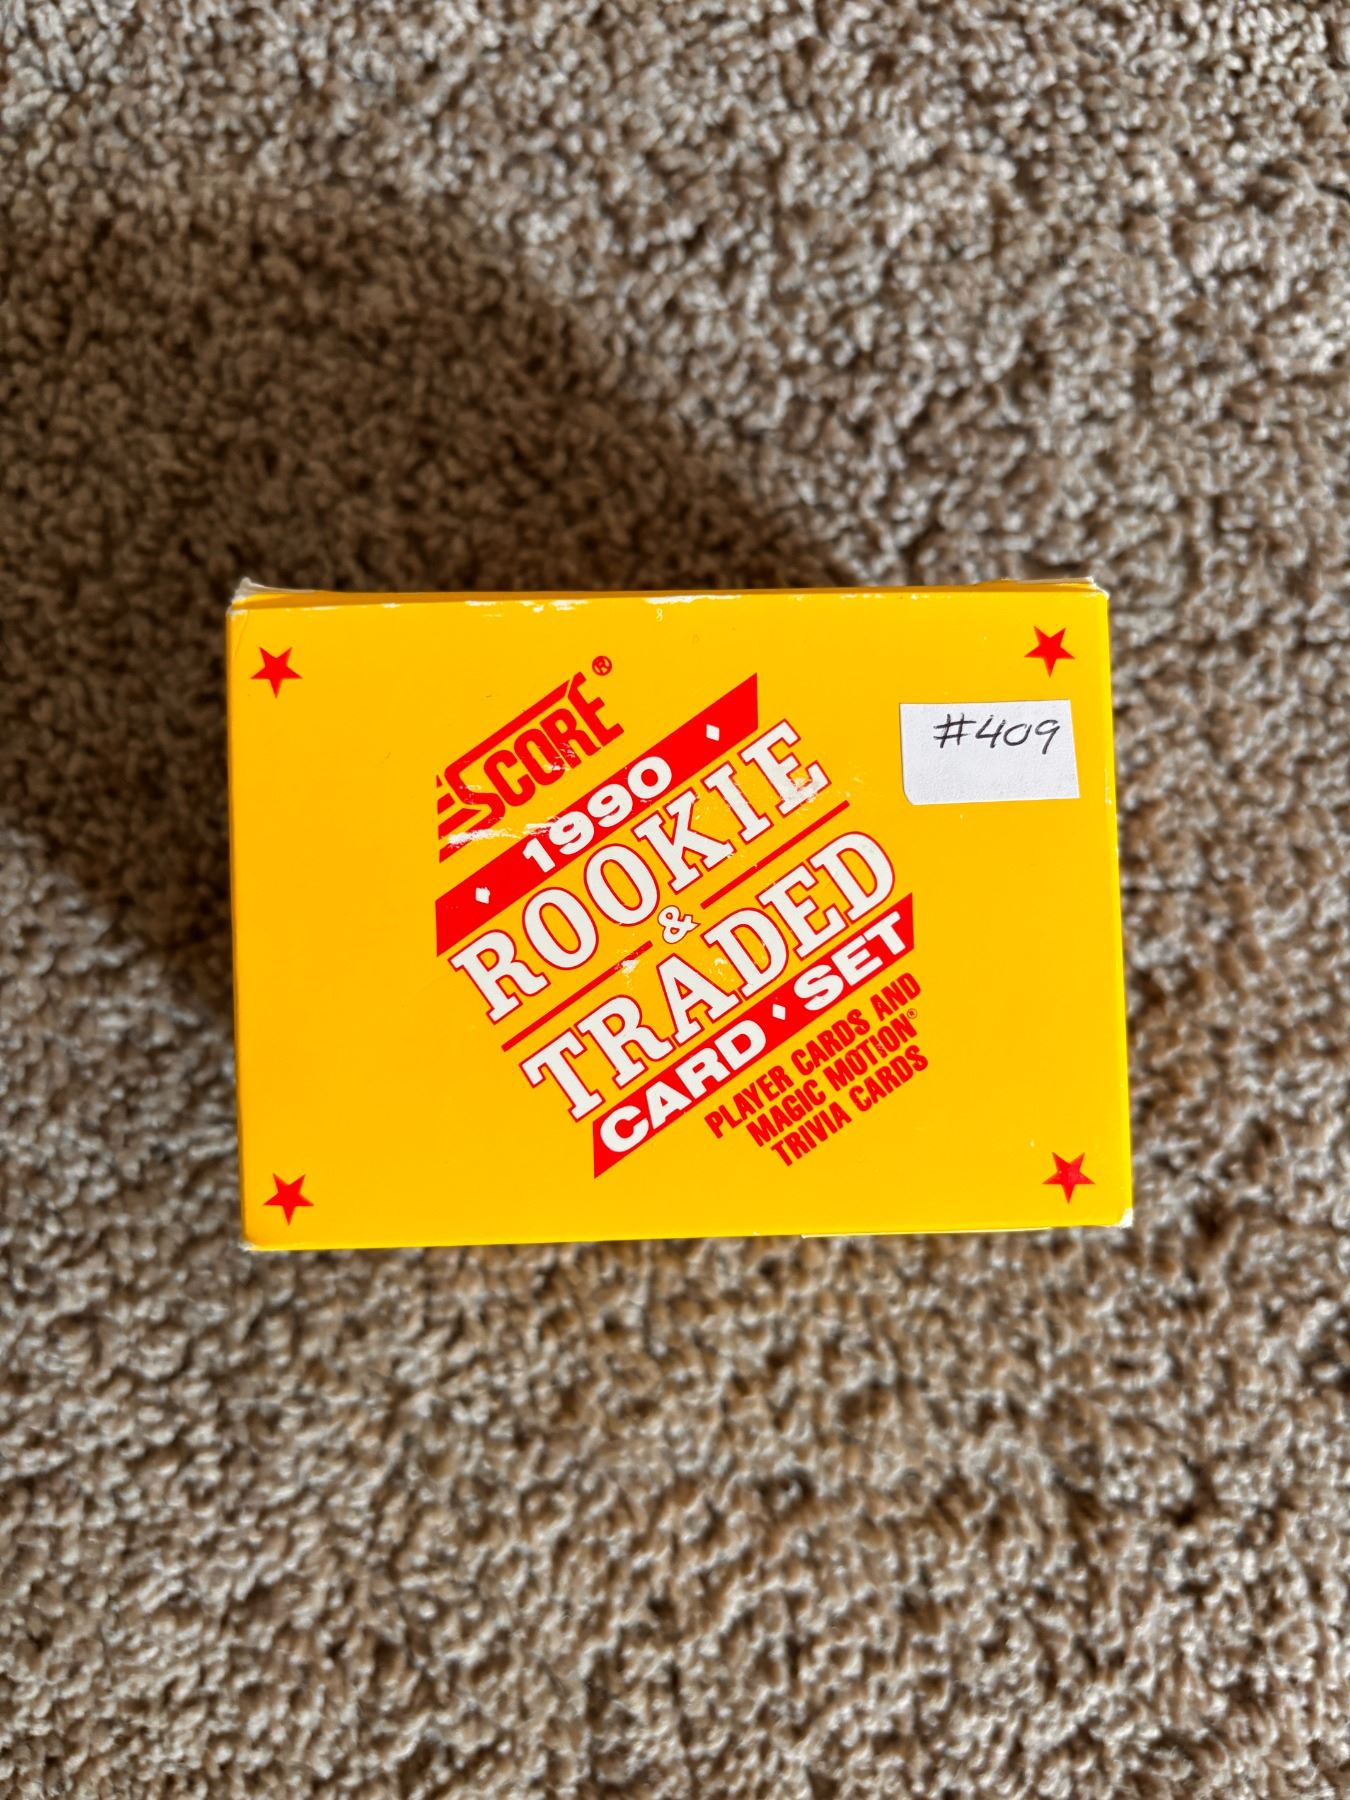 SCORE®
1990
ROOKIE
&
TRADED
CARD • SET
PLAYER CARDS AND
MAGIC MOTION®
TRIVIA CARDS
#409